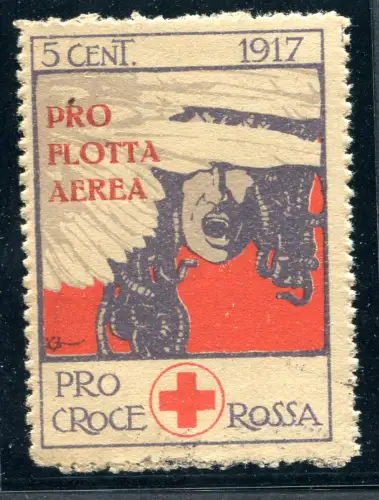 5 CENT. 1917
PRO
FLOTTA
AEREA
PRO
CROCE ROSSA